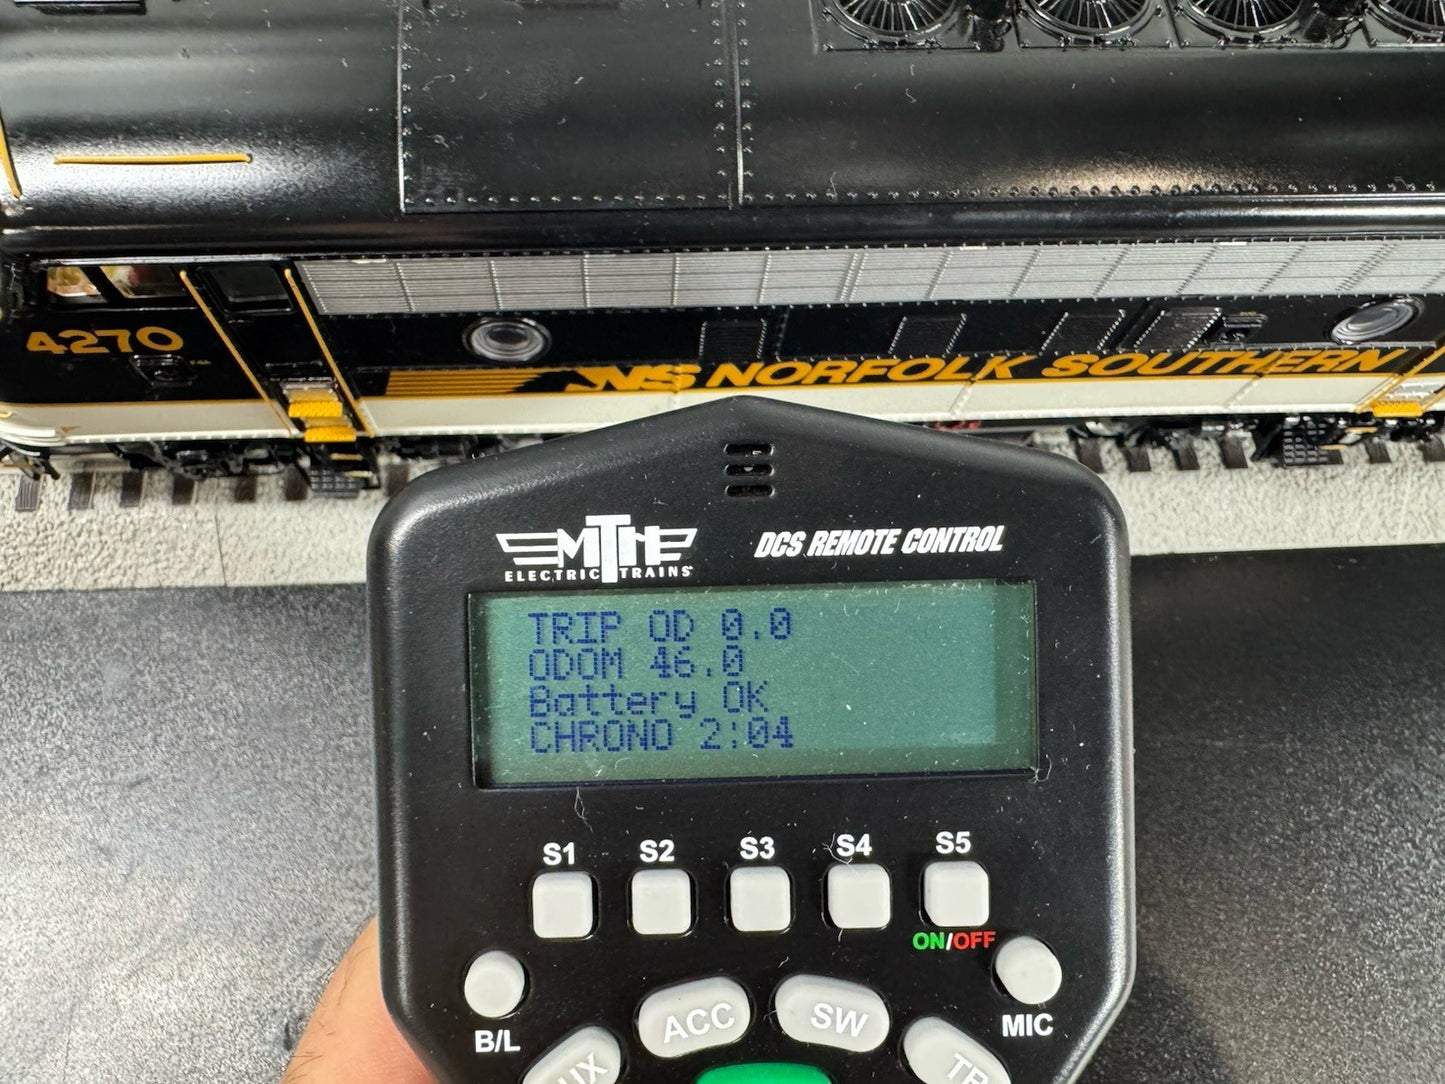 4270
NS NORFOLK SOUTHERN
MTH
ELECTRIC TRAINS
DCS REMOTE CONTROL
TRIP OD 0.0
ODOM 46.0
Battery OK
CHRONO 2:04
S1 S2 S3 S4 S5
ON/OFF
B/L ACC SW MIC